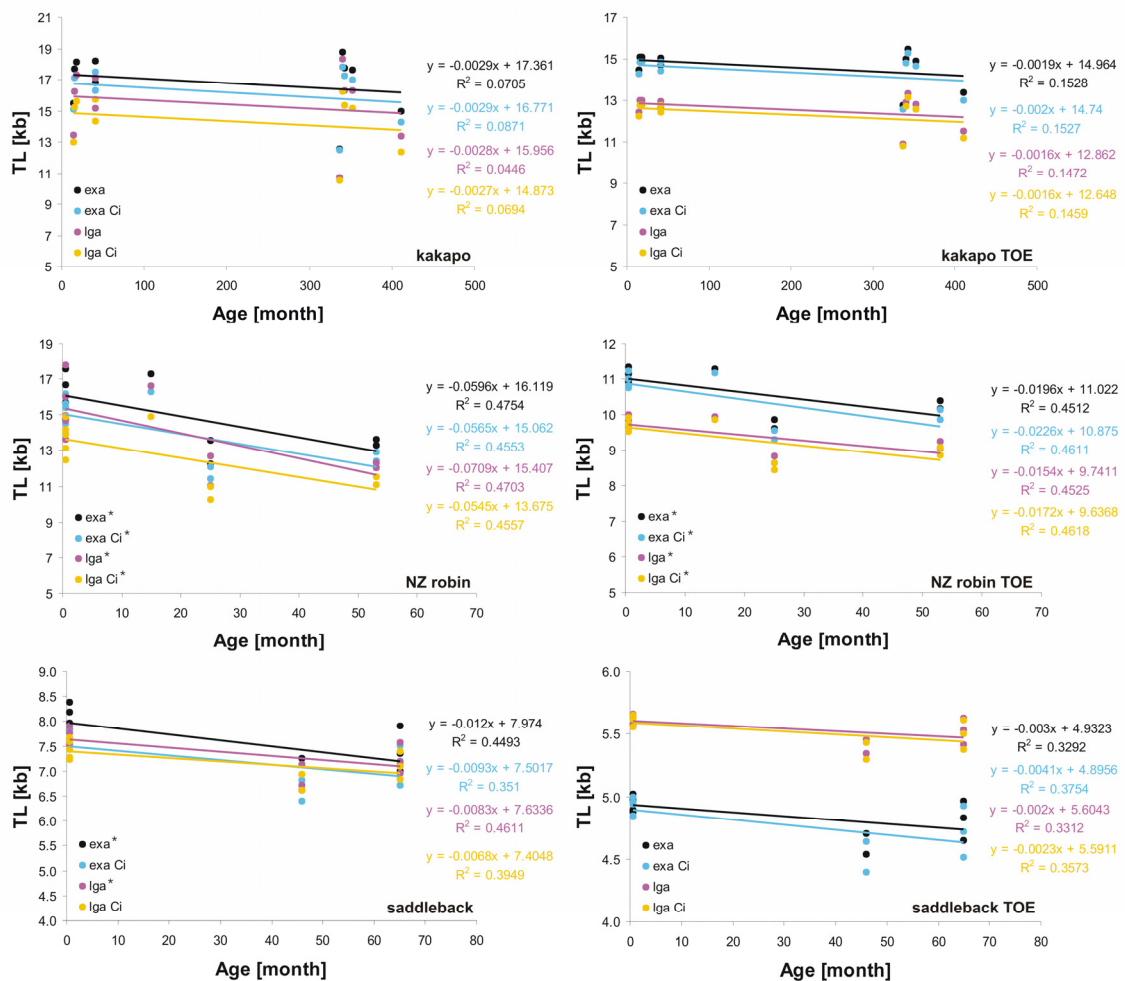 21
19
17
15
13
11
9
7
5
TL [kb]
y = -0.0029x + 17.361
R² = 0.0705
y = -0.0029x + 16.771
R² = 0.0871
y = -0.0028x + 15.956
R² = 0.0446
y = -0.0027x + 14.873
R² = 0.0694
exa
exa Ci
lga
lga Ci
kakapo
0 100 200 300 400 500
Age [month]
17
15
13
11
9
7
5
TL [kb]
y = -0.0019x + 14.964
R² = 0.1528
y = -0.002x + 14.74
R² = 0.1527
y = -0.0016x + 12.862
R² = 0.1472
y = -0.0016x + 12.648
R² = 0.1459
exa
exa Ci
lga
lga Ci
kakapo TOE
0 100 200 300 400 500
Age [month]
19
17
15
13
11
9
7
5
TL [kb]
y = -0.0596x + 16.119
R² = 0.4754
y = -0.0565x + 15.062
R² = 0.4553
y = -0.0709x + 15.407
R² = 0.4703
y = -0.0545x + 13.675
R² = 0.4557
exa*
exa Ci*
lga*
lga Ci*
NZ robin
0 10 20 30 40 50 60 70
Age [month]
12
11
10
9
8
7
6
5
TL [kb]
y = -0.0196x + 11.022
R² = 0.4512
y = -0.0226x + 10.875
R² = 0.4611
y = -0.0154x + 9.7411
R² = 0.4525
y = -0.0172x + 9.6368
R² = 0.4618
exa*
exa Ci*
lga*
lga Ci*
NZ robin TOE
0 10 20 30 40 50 60 70
Age [month]
9.0
8.5
8.0
7.5
7.0
6.5
6.0
5.5
5.0
4.5
4.0
TL [kb]
y = -0.012x + 7.974
R² = 0.4493
y = -0.0093x + 7.5017
R² = 0.351
y = -0.0083x + 7.6336
R² = 0.4611
y = -0.0068x + 7.4048
R² = 0.3949
exa*
exa Ci
lga*
lga Ci
saddleback
0 10 20 30 40 50 60 70 80
Age [month]
6.0
5.5
5.0
4.5
4.0
TL [kb]
y = -0.003x + 4.9323
R² = 0.3292
y = -0.0041x + 4.8956
R² = 0.3754
y = -0.002x + 5.6043
R² = 0.3312
y = -0.0023x + 5.5911
R² = 0.3573
exa
exa Ci
lga
lga Ci
saddleback TOE
0 10 20 30 40 50 60 70 80
Age [month]